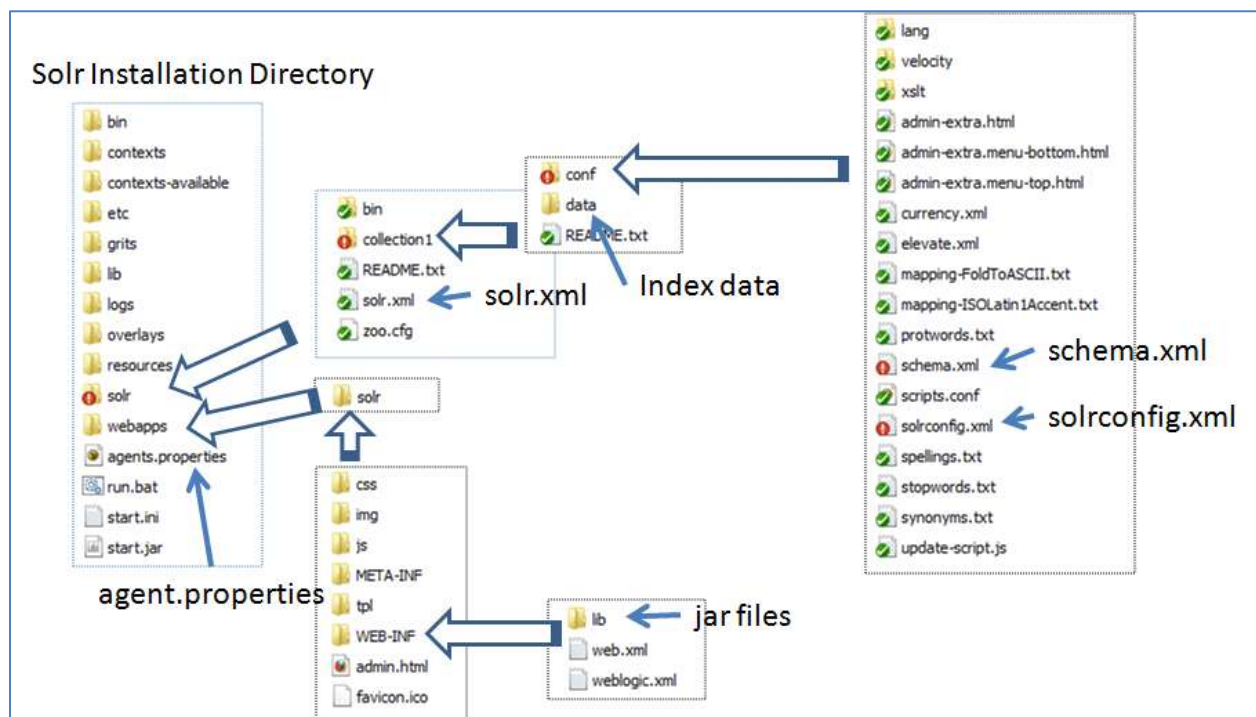 Solr Installation Directory
bin
contexts
contexts-available
etc
grits
lib
logs
overlays
resources
solr
webapps
agents.properties
run.bat
start.ini
start.jar
agent.properties
bin
collection1
README.txt
solr.xml
zoo.cfg
solr.xml
conf
data
README.txt
Index data
solr
css
img
js
META-INF
tpl
WEB-INF
admin.html
favicon.ico
lib
web.xml
weblogic.xml
jar files
lang
velocity
xslt
admin-extra.html
admin-extra.menu-bottom.html
admin-extra.menu-top.html
currency.xml
elevate.xml
mapping-FoldToASCII.txt
mapping-ISOLatin1Accent.txt
protwords.txt
schema.xml
scripts.conf
solrconfig.xml
spellings.txt
stopwords.txt
synonyms.txt
update-script.js
schema.xml
solrconfig.xml